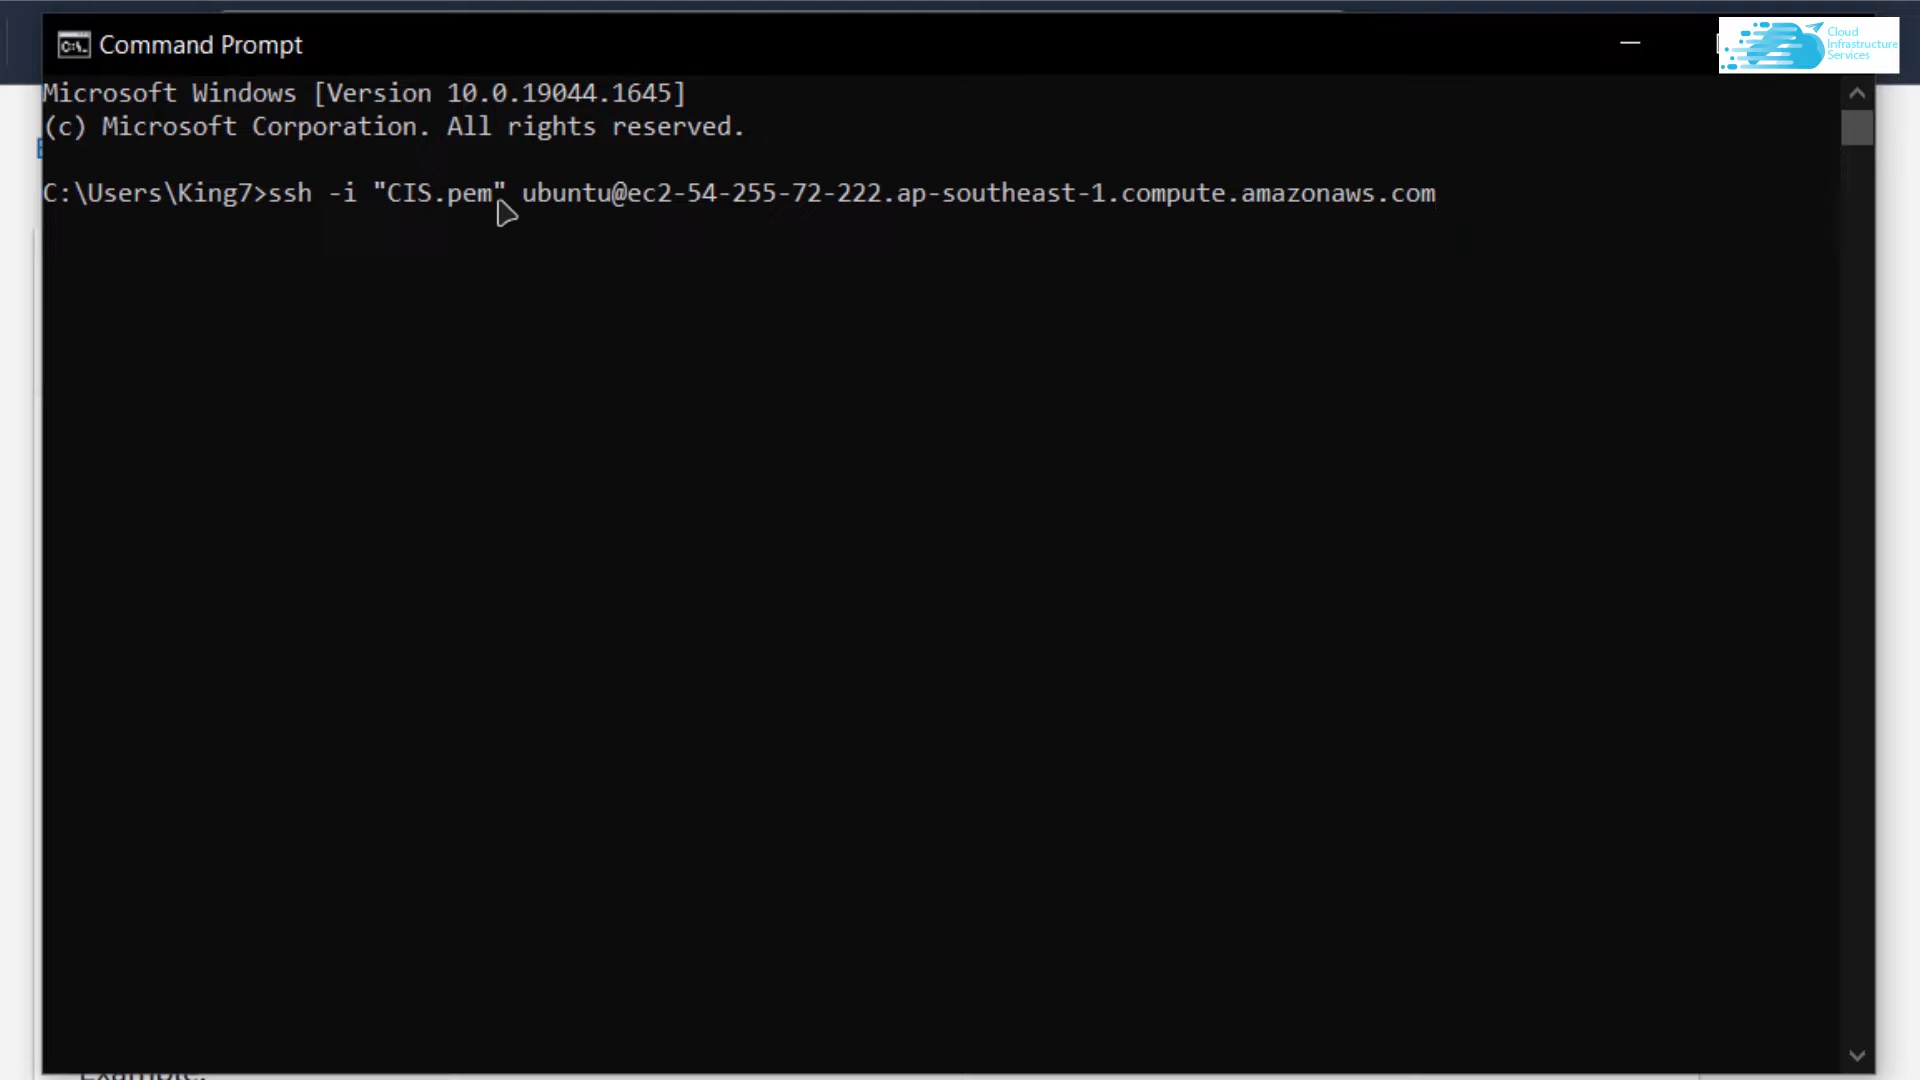 Command Prompt
Cloud
Infrastructure
Services
Microsoft Windows [Version 10.0.19044.1645]
(c) Microsoft Corporation. All rights reserved.
C:\Users\King7>ssh -i "CIS.pem" ubuntu@ec2-54-255-72-222.ap-southeast-1.compute.amazonaws.com
Example: